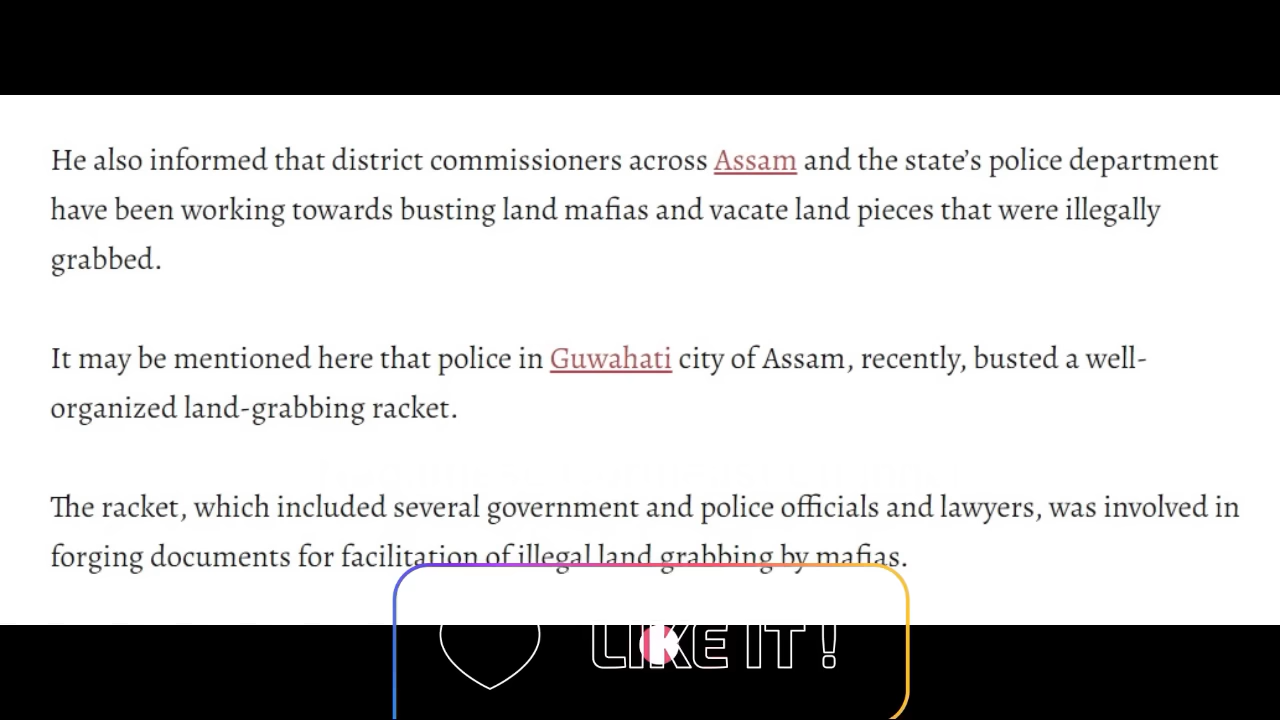 He also informed that district commissioners across Assam and the state’s police department
have been working towards busting land mafias and vacate land pieces that were illegally
grabbed.
It may be mentioned here that police in Guwahati city of Assam, recently, busted a well-
organized land-grabbing racket.
The racket, which included several government and police officials and lawyers, was involved in
forging documents for facilitation of illegal land grabbing by mafias.
LIKE IT !